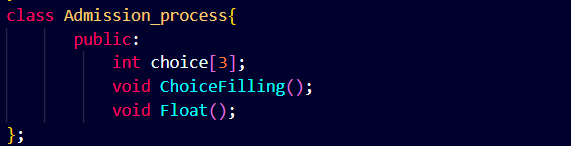 class Admission_process{
public:
int choice[3];
void ChoiceFilling();
void Float();
};